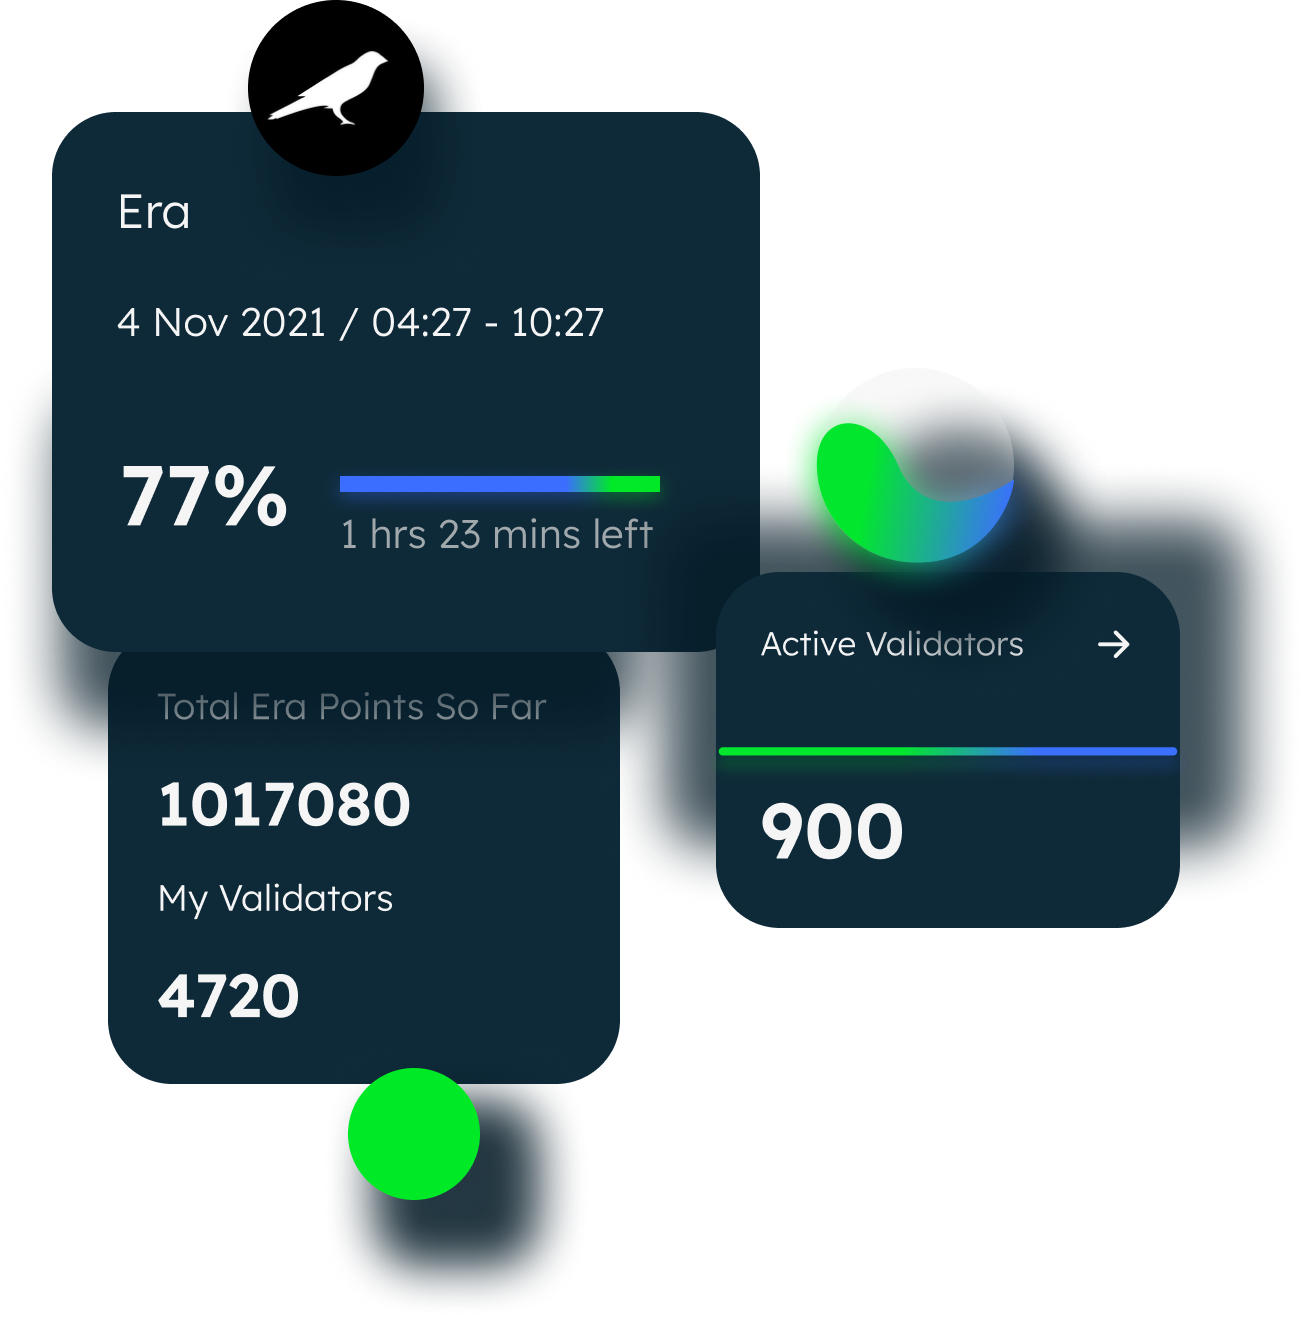 Era
4 Nov 2021 / 04:27 - 10:27
77%
1 hrs 23 mins left
Total Era Points So Far
1017080
My Validators
4720
Active Validators
900